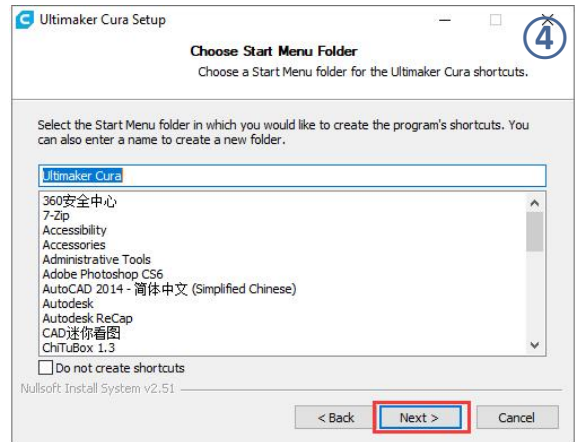 Ultimaker Cura Setup
④
Choose Start Menu Folder
Choose a Start Menu folder for the Ultimaker Cura shortcuts.
Select the Start Menu folder in which you would like to create the program's shortcuts. You
can also enter a name to create a new folder.
Ultimaker Cura
360安全中心
7-Zip
Accessibility
Accessories
Administrative Tools
Adobe Photoshop CS6
AutoCAD 2014 - 简体中文 (Simplified Chinese)
Autodesk
Autodesk ReCap
CAD迷你看图
ChiTuBox 1.3
Do not create shortcuts
Nullsoft Install System v2.51
< Back
Next >
Cancel